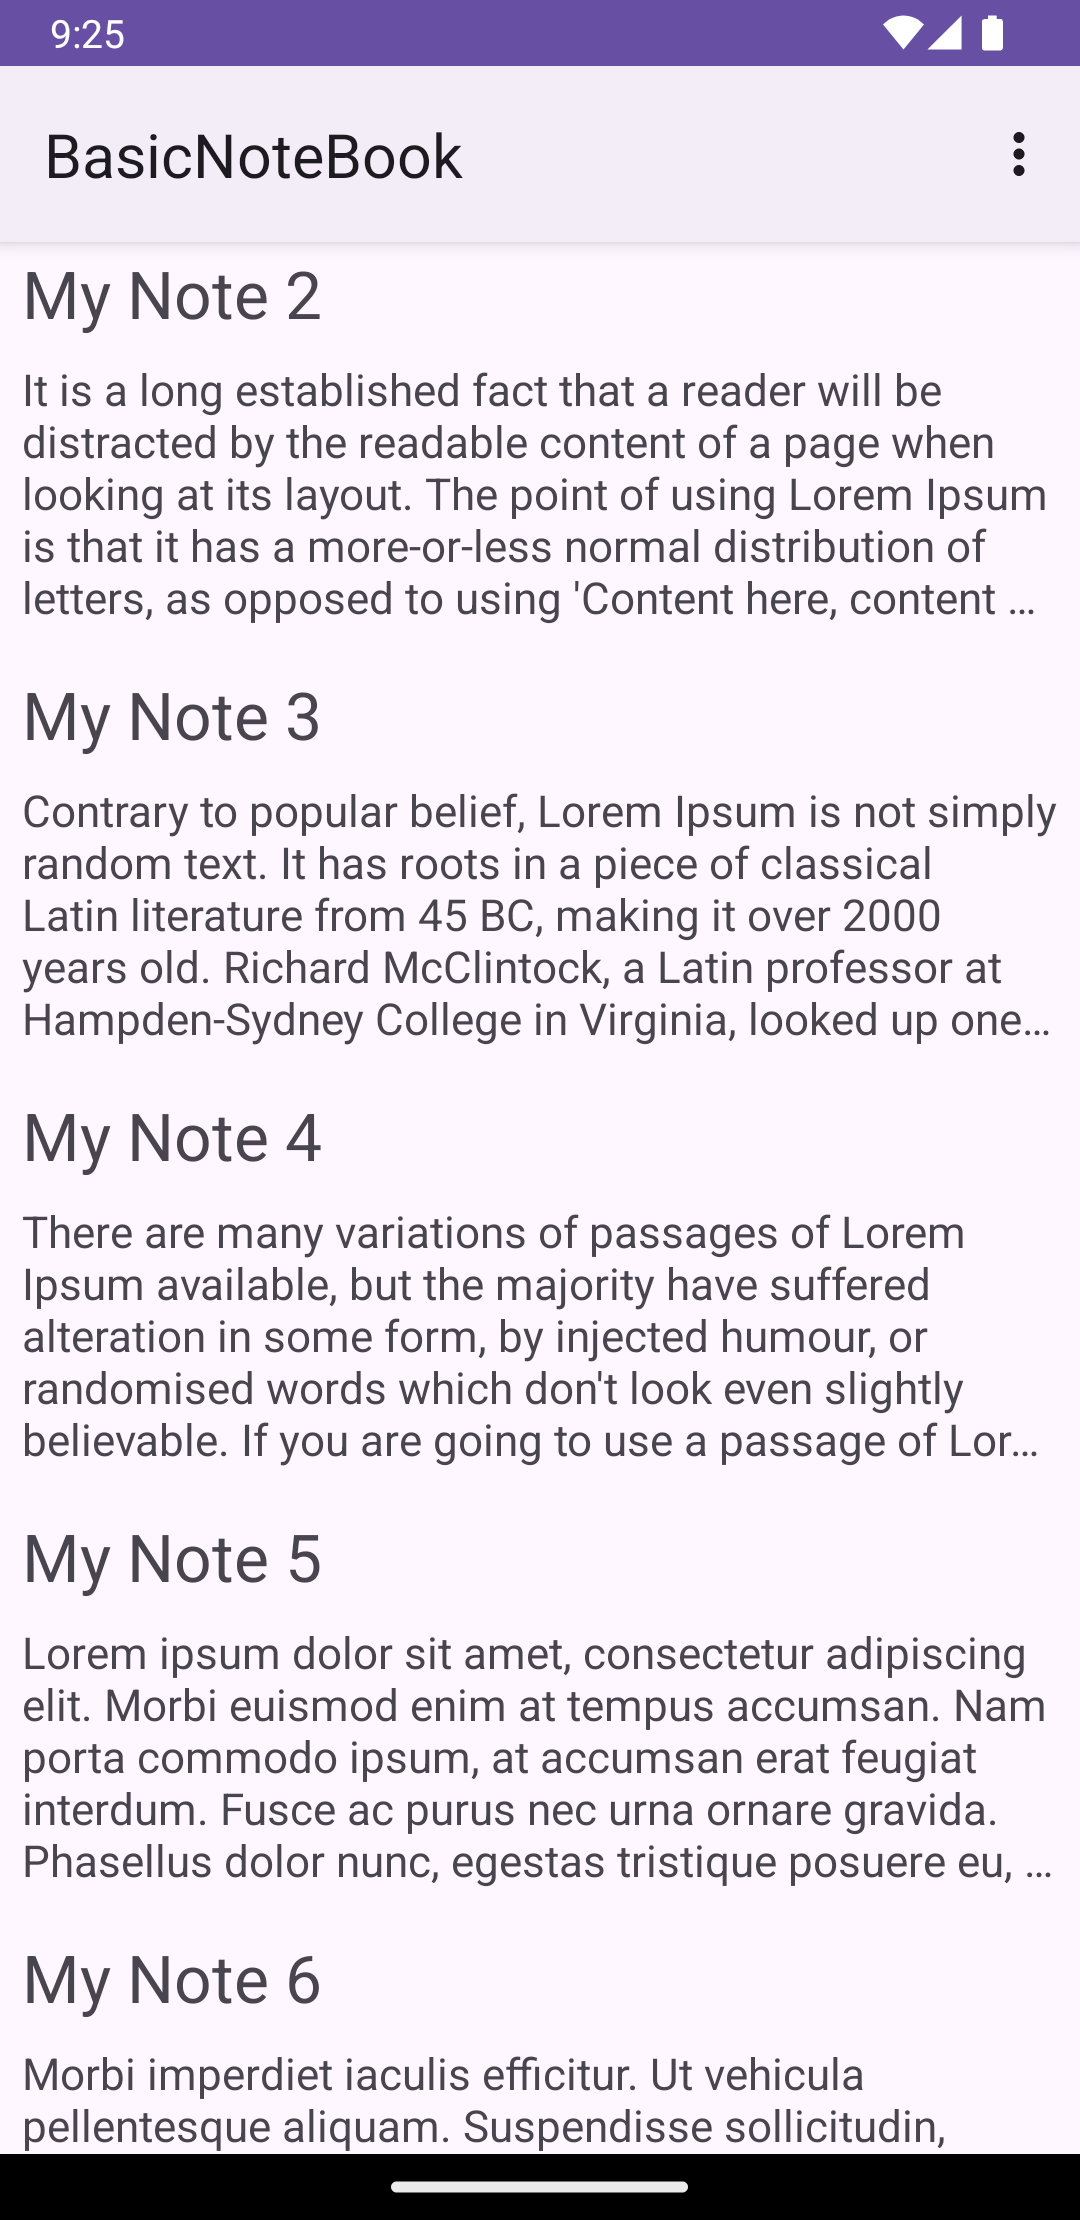 9:25
BasicNoteBook
My Note 2
It is a long established fact that a reader will be
distracted by the readable content of a page when
looking at its layout. The point of using Lorem Ipsum
is that it has a more-or-less normal distribution of
letters, as opposed to using 'Content here, content ...
My Note 3
Contrary to popular belief, Lorem Ipsum is not simply
random text. It has roots in a piece of classical
Latin literature from 45 BC, making it over 2000
years old. Richard McClintock, a Latin professor at
Hampden-Sydney College in Virginia, looked up one...
My Note 4
There are many variations of passages of Lorem
Ipsum available, but the majority have suffered
alteration in some form, by injected humour, or
randomised words which don't look even slightly
believable. If you are going to use a passage of Lor...
My Note 5
Lorem ipsum dolor sit amet, consectetur adipiscing
elit. Morbi euismod enim at tempus accumsan. Nam
porta commodo ipsum, at accumsan erat feugiat
interdum. Fusce ac purus nec urna ornare gravida.
Phasellus dolor nunc, egestas tristique posuere eu, ...
My Note 6
Morbi imperdiet iaculis efficitur. Ut vehicula
pellentesque aliquam. Suspendisse sollicitudin,